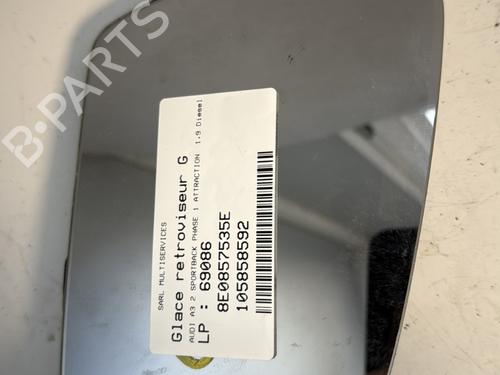 B-PARTS
SARL MULTISERVICES
Glace retroviseur G
AUDI A3 2 SPORTBACK PHASE 1 ATTRACTION 1.9 Diesel
LP : 69086
8E0857535E
105858592